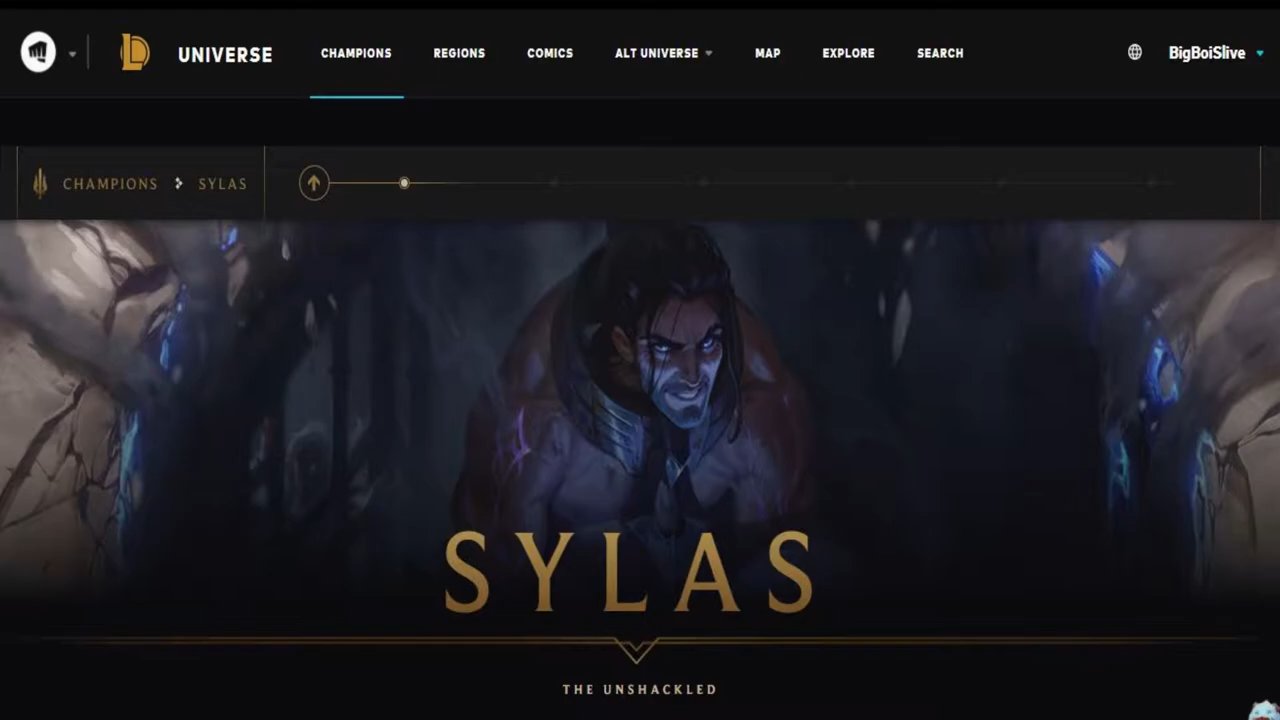 UNIVERSE CHAMPIONS REGIONS COMICS ALT UNIVERSE MAP EXPLORE SEARCH BigBoiSlive
CHAMPIONS SYLAS
SYLAS
THE UNSHACKLED